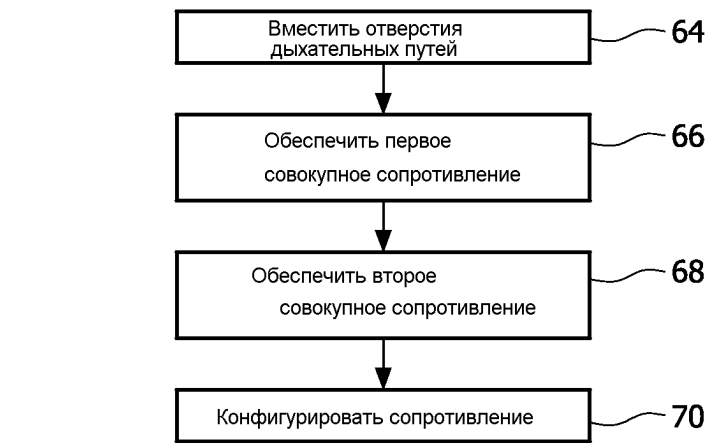 Вместить отверстия
дыхательных путей
64
Обеспечить первое
совокупное сопротивление
66
Обеспечить второе
совокупное сопротивление
68
Конфигурировать сопротивление
70